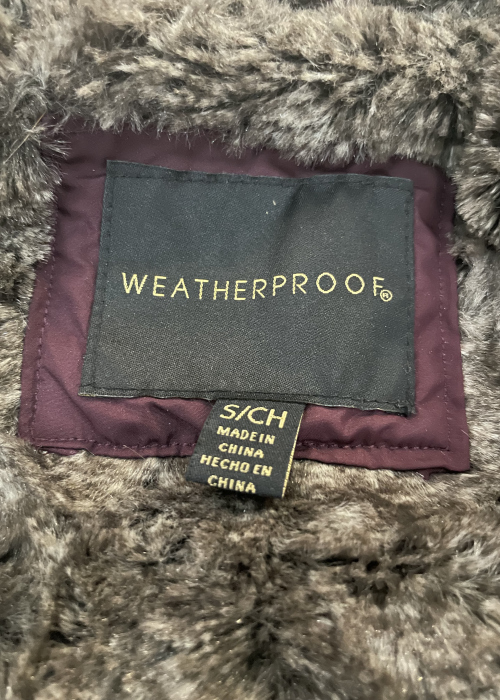 WEATHERPROOF®
S/CH
MADE IN
CHINA
HECHO EN
CHINA